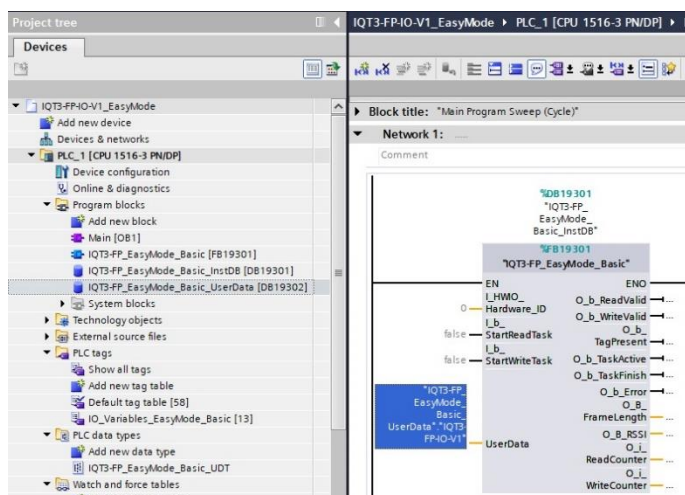 Project tree
IQT3-FP-IO-V1_EasyMode ▸ PLC_1 [CPU 1516-3 PN/DP] ▸
Devices
IQT3-FP-IO-V1_EasyMode
Add new device
Devices & networks
PLC_1 [CPU 1516-3 PN/DP]
Device configuration
Online & diagnostics
Program blocks
Add new block
Main [OB1]
IQT3-FP_EasyMode_Basic [FB19301]
IQT3-FP_EasyMode_Basic_InstDB [DB19301]
IQT3-FP_EasyMode_Basic_UserData [DB19302]
System blocks
Technology objects
External source files
PLC tags
Show all tags
Add new tag table
Default tag table [58]
IO_Variables_EasyMode_Basic [13]
PLC data types
Add new data type
IQT3-FP_EasyMode_Basic_UDT
Watch and force tables
Block title: "Main Program Sweep (Cycle)"
Network 1: .....
Comment
%DB19301
"IQT3-FP_
EasyMode_
Basic_InstDB"
%FB19301
"IQT3-FP_EasyMode_Basic"
EN
ENO
0
I_HWIO_
Hardware_ID
false
I_b_
StartReadTask
false
I_b_
StartWriteTask
"IQT3-FP_
EasyMode_
Basic_
UserData"."IQT3-
FP-IO-V1"
UserData
O_b_ReadValid
O_b_WriteValid
O_b_
TagPresent
O_b_TaskActive
O_b_TaskFinish
O_b_Error
O_B_
FrameLength
O_B_RSSI
O_i_
ReadCounter
O_i_
WriteCounter